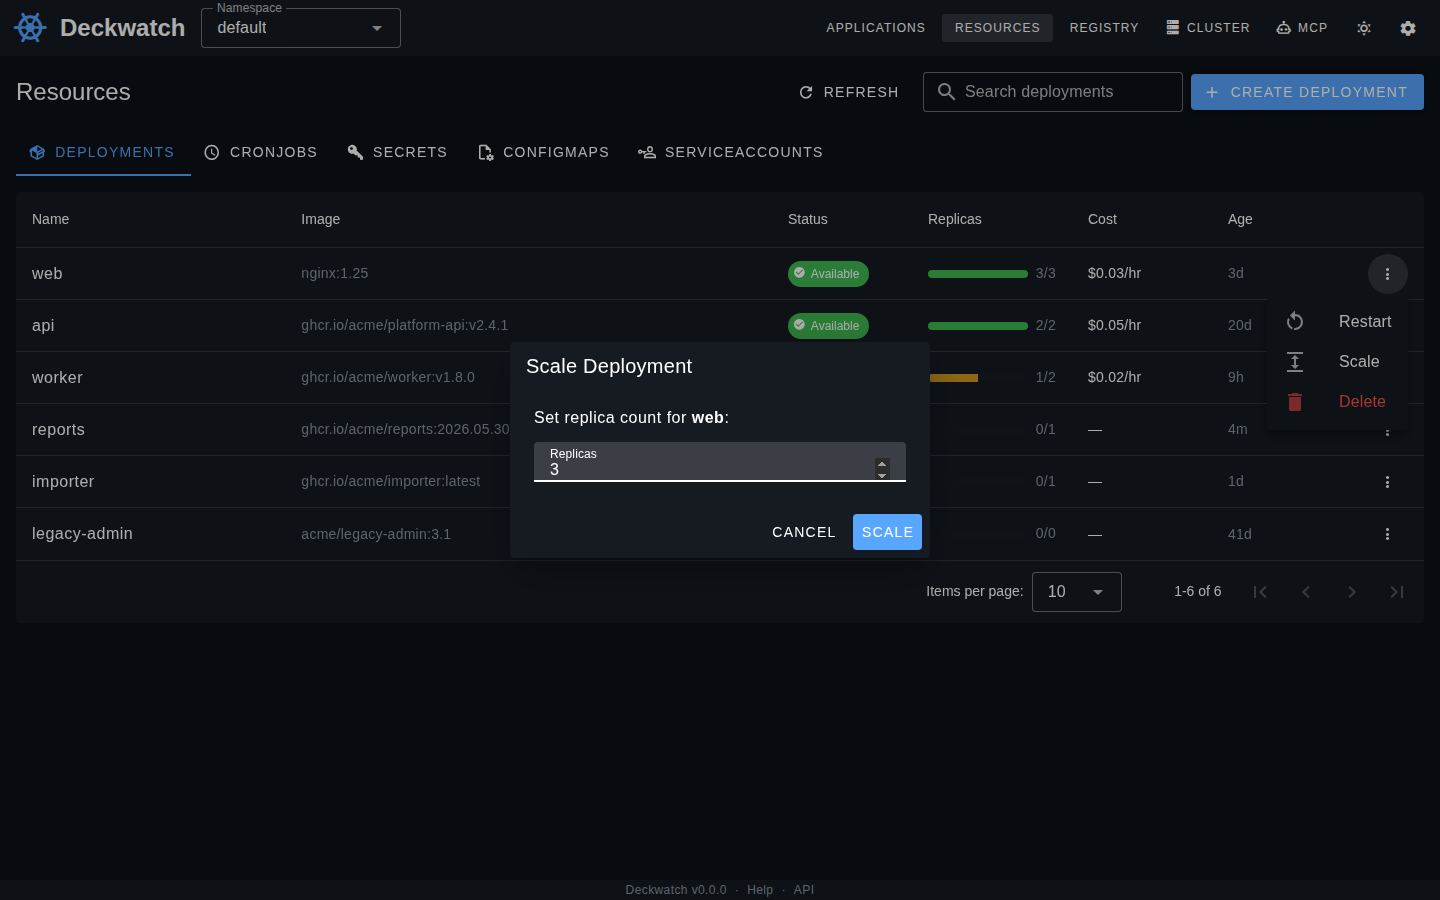 Deckwatch
Namespace
default
APPLICATIONS
RESOURCES
REGISTRY
CLUSTER
MCP
Resources
REFRESH
Search deployments
CREATE DEPLOYMENT
DEPLOYMENTS
CRONJOBS
SECRETS
CONFIGMAPS
SERVICEACCOUNTS
Name Image Status Replicas Cost Age
web nginx:1.25 Available 3/3 $0.03/hr 3d
api ghcr.io/acme/platform-api:v2.4.1 Available 2/2 $0.05/hr 20d
worker ghcr.io/acme/worker:v1.8.0 1/2 $0.02/hr 9h
reports ghcr.io/acme/reports:2026.05.30 0/1 — 4m
importer ghcr.io/acme/importer:latest 0/1 — 1d
legacy-admin acme/legacy-admin:3.1 0/0 — 41d
Restart
Scale
Delete
Scale Deployment
Set replica count for web:
Replicas
3
CANCEL
SCALE
Items per page:
10
1-6 of 6
Deckwatch v0.0.0 · Help · API